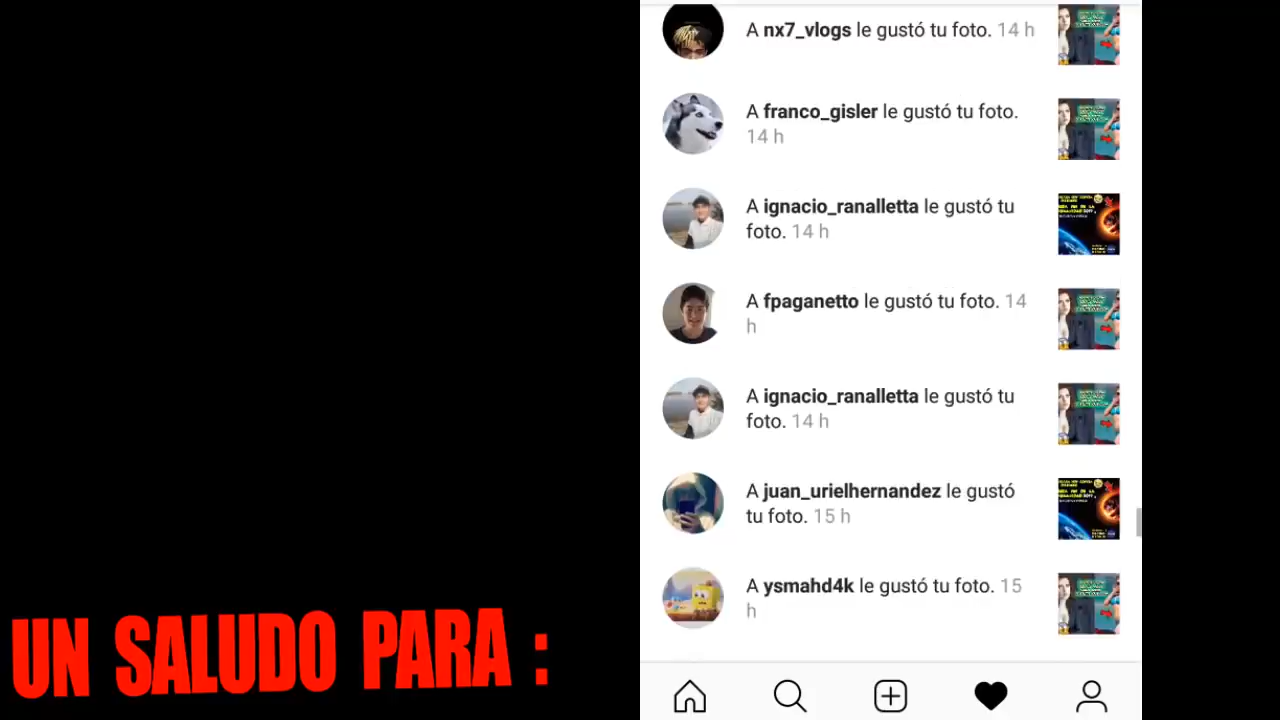 A nx7_vlogs le gustó tu foto. 14 h
A franco_gisler le gustó tu foto.
14 h
A ignacio_ranalletta le gustó tu
foto. 14 h
A fpaganetto le gustó tu foto. 14
h
A ignacio_ranalletta le gustó tu
foto. 14 h
A juan_urielhernandez le gustó
tu foto. 15 h
A ysmahd4k le gustó tu foto. 15
h
UN SALUDO PARA :